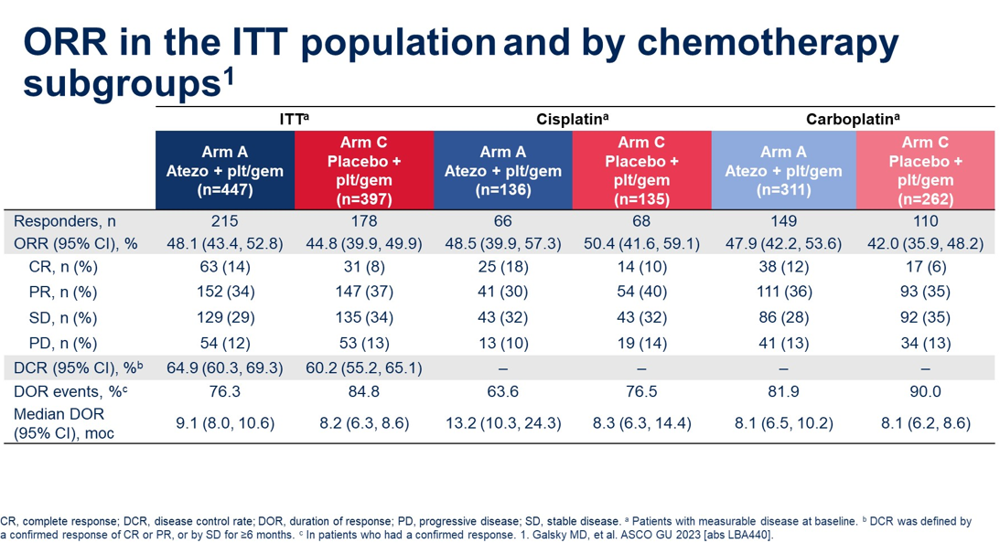 ORR in the ITT population and by chemotherapy
subgroups¹
ITTᵃ Cisplatinᵃ Carboplatinᵃ
Arm A
Atezo + plt/gem
(n=447)
Arm C
Placebo +
plt/gem
(n=397)
Arm A
Atezo + plt/gem
(n=136)
Arm C
Placebo +
plt/gem
(n=135)
Arm A
Atezo + plt/gem
(n=311)
Arm C
Placebo +
plt/gem
(n=262)
Responders, n 215 178 66 68 149 110
ORR (95% CI), % 48.1 (43.4, 52.8) 44.8 (39.9, 49.9) 48.5 (39.9, 57.3) 50.4 (41.6, 59.1) 47.9 (42.2, 53.6) 42.0 (35.9, 48.2)
CR, n (%) 63 (14) 31 (8) 25 (18) 14 (10) 38 (12) 17 (6)
PR, n (%) 152 (34) 147 (37) 41 (30) 54 (40) 111 (36) 93 (35)
SD, n (%) 129 (29) 135 (34) 43 (32) 43 (32) 86 (28) 92 (35)
PD, n (%) 54 (12) 53 (13) 13 (10) 19 (14) 41 (13) 34 (13)
DCR (95% CI), %ᵇ 64.9 (60.3, 69.3) 60.2 (55.2, 65.1) – – – –
DOR events, %ᶜ 76.3 84.8 63.6 76.5 81.9 90.0
Median DOR
(95% CI), moc 9.1 (8.0, 10.6) 8.2 (6.3, 8.6) 13.2 (10.3, 24.3) 8.3 (6.3, 14.4) 8.1 (6.5, 10.2) 8.1 (6.2, 8.6)
CR, complete response; DCR, disease control rate; DOR, duration of response; PD, progressive disease; SD, stable disease. ᵃ Patients with measurable disease at baseline. ᵇ DCR was defined by
a confirmed response of CR or PR, or by SD for ≥6 months. ᶜ In patients who had a confirmed response. 1. Galsky MD, et al. ASCO GU 2023 [abs LBA440].